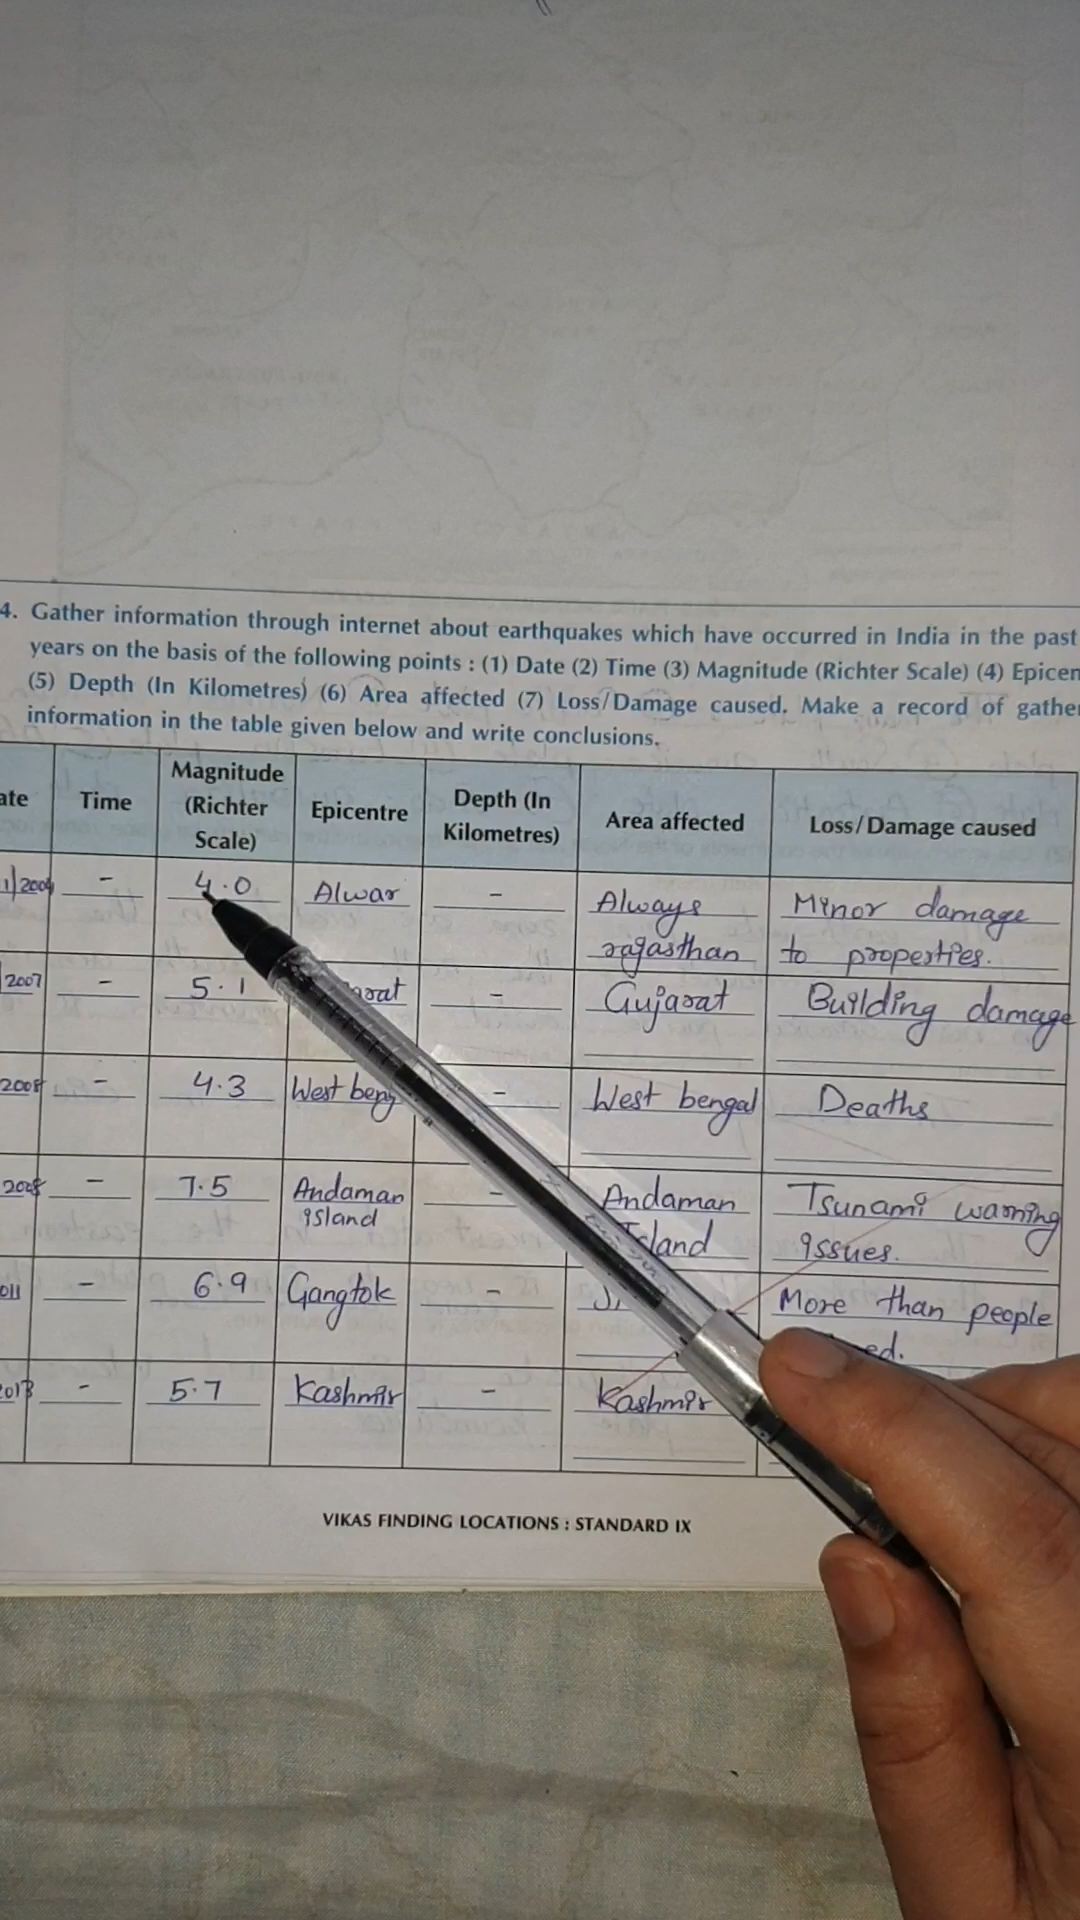 4. Gather information through internet about earthquakes which have occurred in India in the past
years on the basis of the following points : (1) Date (2) Time (3) Magnitude (Richter Scale) (4) Epicen
(5) Depth (In Kilometres) (6) Area affected (7) Loss/Damage caused. Make a record of gathe
information in the table given below and write conclusions.
ate Time Magnitude (Richter Scale) Epicentre Depth (In Kilometres) Area affected Loss/Damage caused
- 4.0 Alwar - Always rajasthan Minor damage to properties.
2007 - 5.1 - Gujarat Building damage
2008 - 4.3 West beng - West bengal Deaths
- 7.5 Andaman island - Andaman Island Tsunami warning issues.
011 - 6.9 Gangtok - More than people
- 5.7 Kashmir - Kashmir
VIKAS FINDING LOCATIONS : STANDARD IX